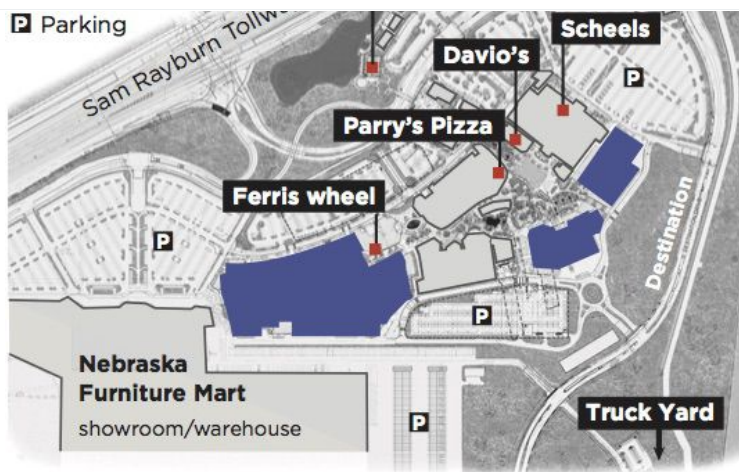 P Parking
Sam Rayburn Tollw
Scheels
Davio's
P
Parry's Pizza
Ferris wheel
P
Destination
P
Nebraska
Furniture Mart
showroom/warehouse
P
Truck Yard